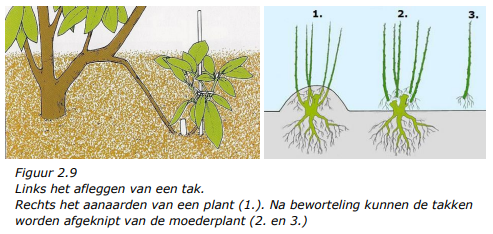 1.
2.
3.
Figuur 2.9
Links het afleggen van een tak.
Rechts het aanaarden van een plant (1.). Na beworteling kunnen de takken
worden afgeknipt van de moederplant (2. en 3.)